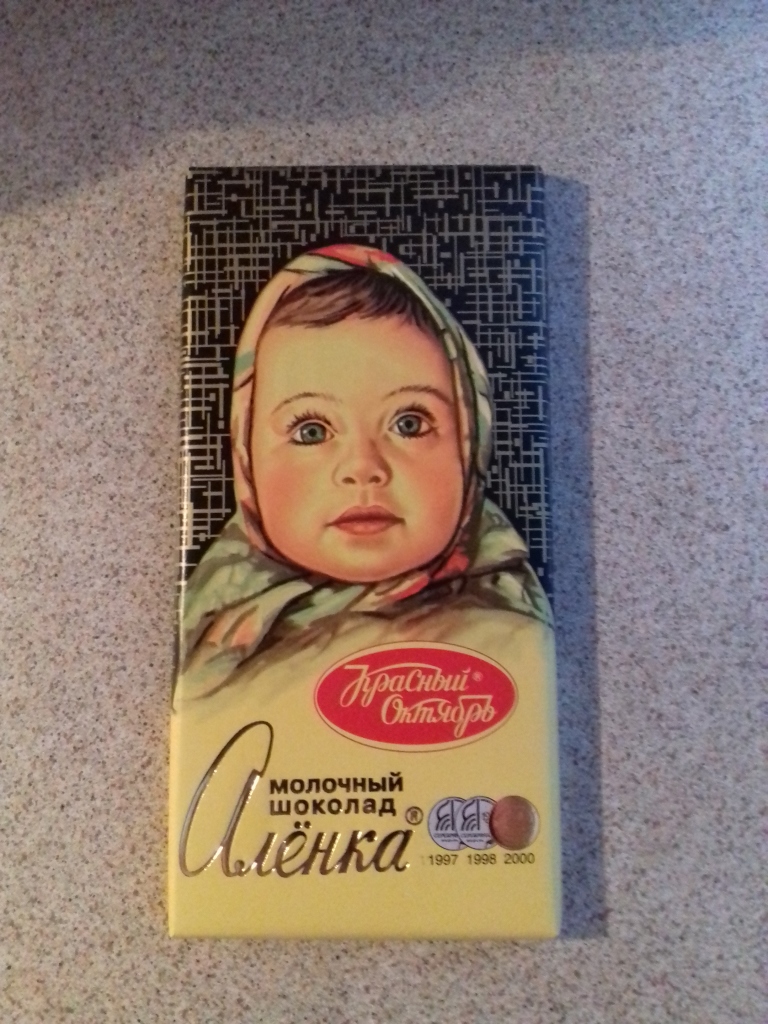 Красный®
Октябрь
молочный
шоколад
Алёнка®
1997 1998 2000